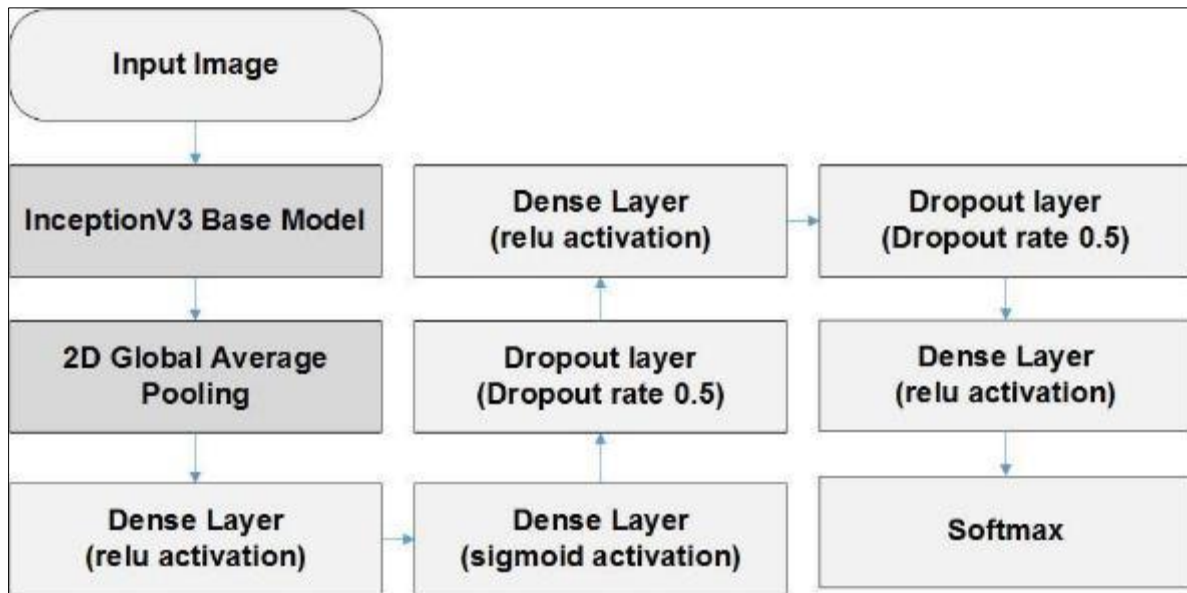 Input Image
InceptionV3 Base Model
2D Global Average
Pooling
Dense Layer
(relu activation)
Dense Layer
(sigmoid activation)
Dropout layer
(Dropout rate 0.5)
Dense Layer
(relu activation)
Dropout layer
(Dropout rate 0.5)
Dense Layer
(relu activation)
Softmax